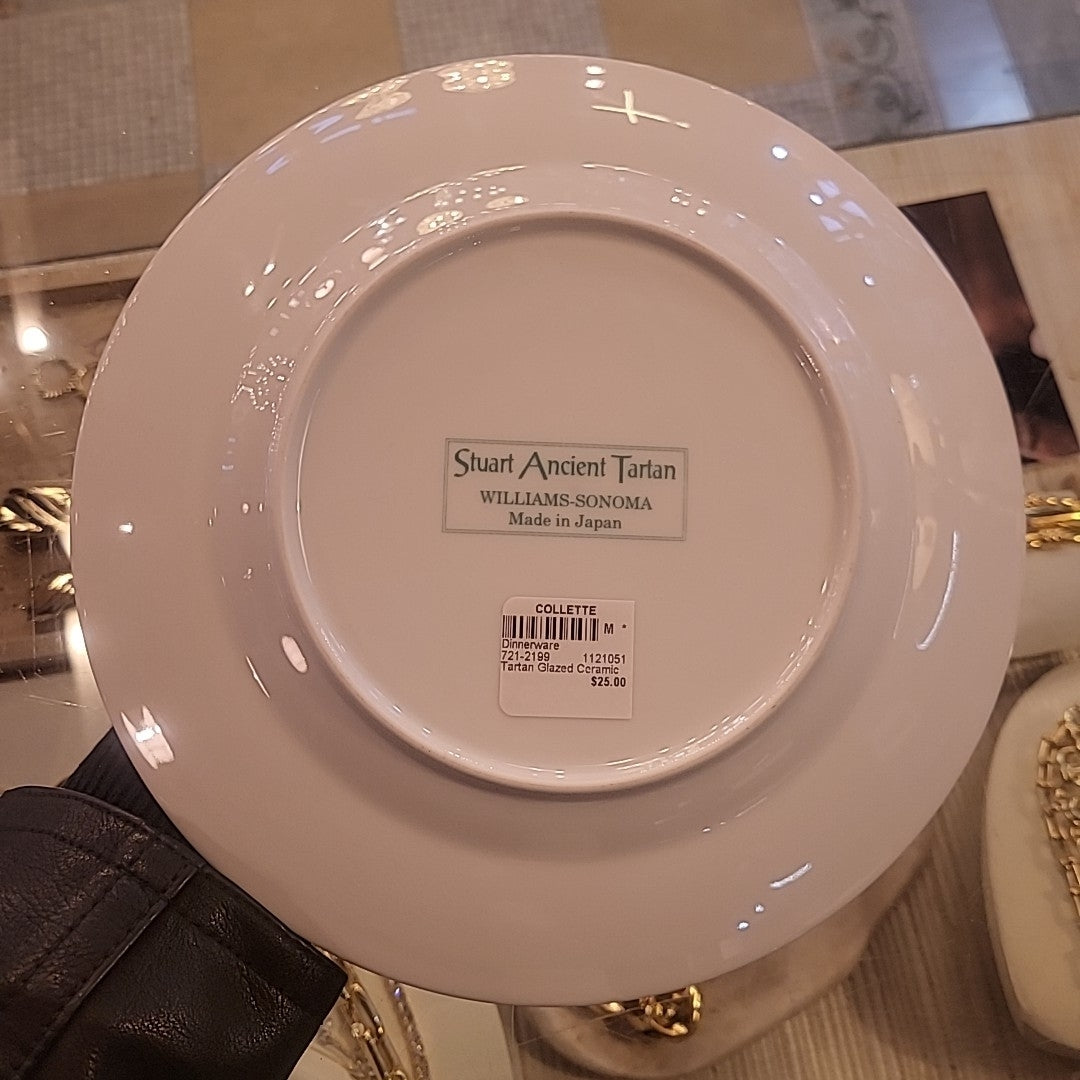 Stuart Ancient Tartan
WILLIAMS-SONOMA
Made in Japan
COLLETTE
M *
Dinnerware
721-2199 1121051
Tartan Glazed Ceramic
$25.00